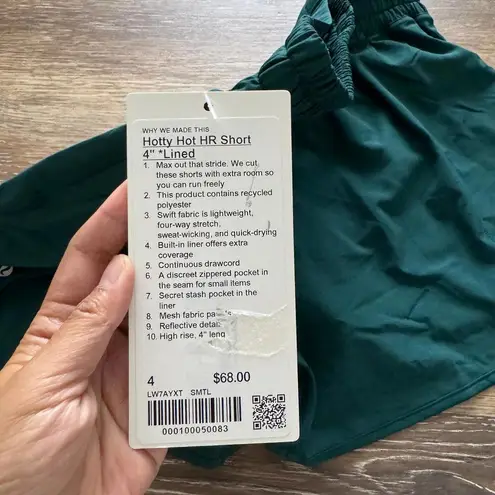 WHY WE MADE THIS
Hotty Hot HR Short
4" *Lined
1. Max out that stride. We cut
these shorts with extra room so
you can run freely
2. This product contains recycled
polyester
3. Swift fabric is lightweight,
four-way stretch,
sweat-wicking, and quick-drying
4. Built-in liner offers extra
coverage
5. Continuous drawcord
6. A discreet zippered pocket in
the seam for small items
7. Secret stash pocket in the
liner
8. Mesh fabric
9. Reflective
10. High rise, 4"
4 $68.00
LW7AYXT SMTL
000100050083